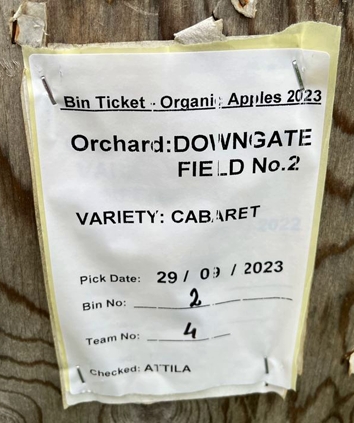 Bin Ticket - Organic Apples 2023
Orchard: DOWNGATE
FIELD No.2
VARIETY: CABARET
2022
Pick Date: 29 / 09 / 2023
Bin No: 2
Team No: 4
Checked: ATTILA